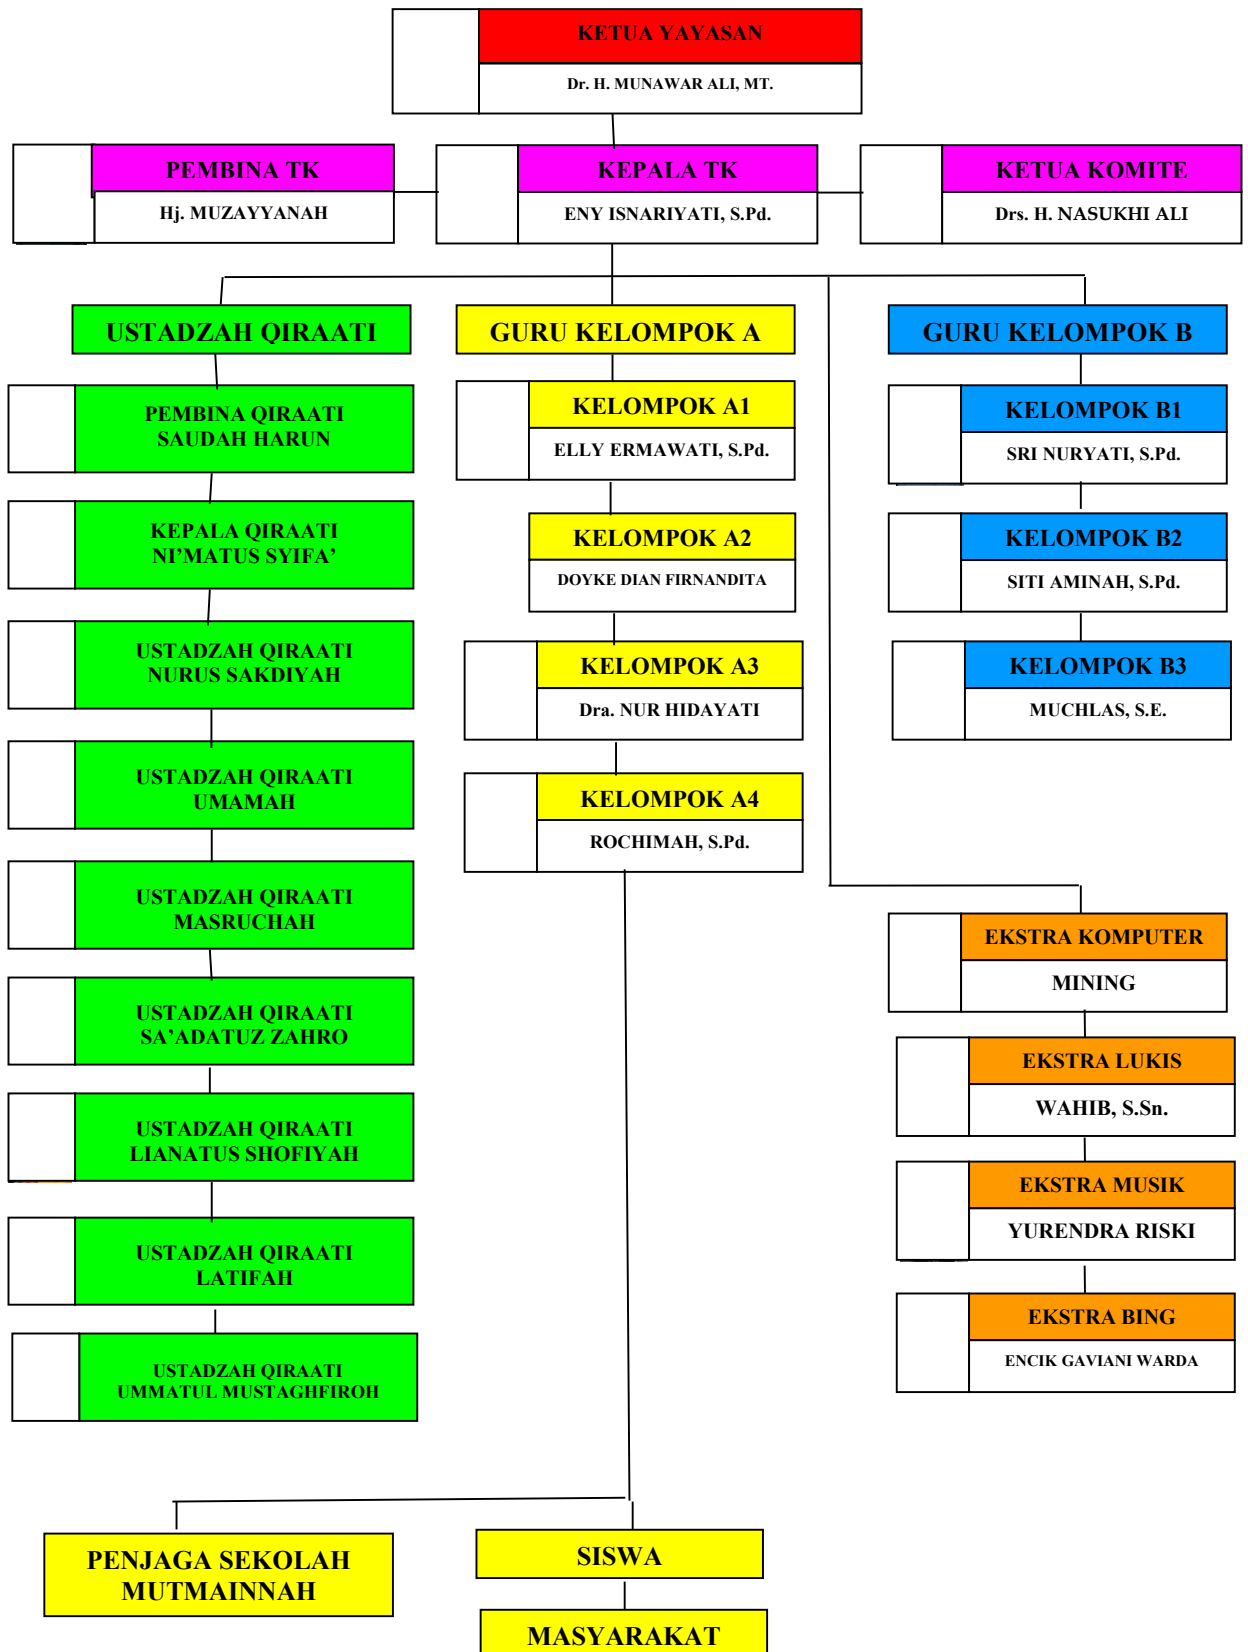 KETUA YAYASAN
Dr. H. MUNAWAR ALI, MT.
PEMBINA TK
Hj. MUZAYYANAH
KEPALA TK
ENY ISNARIYATI, S.Pd.
KETUA KOMITE
Drs. H. NASUKHI ALI
USTADZAH QIRAATI
PEMBINA QIRAATI
SAUDAH HARUN
KEPALA QIRAATI
NI’MATUS SYIFA’
USTADZAH QIRAATI
NURUS SAKDIYAH
USTADZAH QIRAATI
UMAMAH
USTADZAH QIRAATI
MASRUCHAH
USTADZAH QIRAATI
SA’ADATUZ ZAHRO
USTADZAH QIRAATI
LIANATUS SHOFIYAH
USTADZAH QIRAATI
LATIFAH
USTADZAH QIRAATI
UMMATUL MUSTAGHFIROH
GURU KELOMPOK A
KELOMPOK A1
ELLY ERMAWATI, S.Pd.
KELOMPOK A2
DOYKE DIAN FIRNANDITA
KELOMPOK A3
Dra. NUR HIDAYATI
KELOMPOK A4
ROCHIMAH, S.Pd.
GURU KELOMPOK B
KELOMPOK B1
SRI NURYATI, S.Pd.
KELOMPOK B2
SITI AMINAH, S.Pd.
KELOMPOK B3
MUCHLAS, S.E.
EKSTRA KOMPUTER
MINING
EKSTRA LUKIS
WAHIB, S.Sn.
EKSTRA MUSIK
YURENDRA RISKI
EKSTRA BING
ENCIK GAVIANI WARDA
PENJAGA SEKOLAH
MUTMAINNAH
SISWA
MASYARAKAT